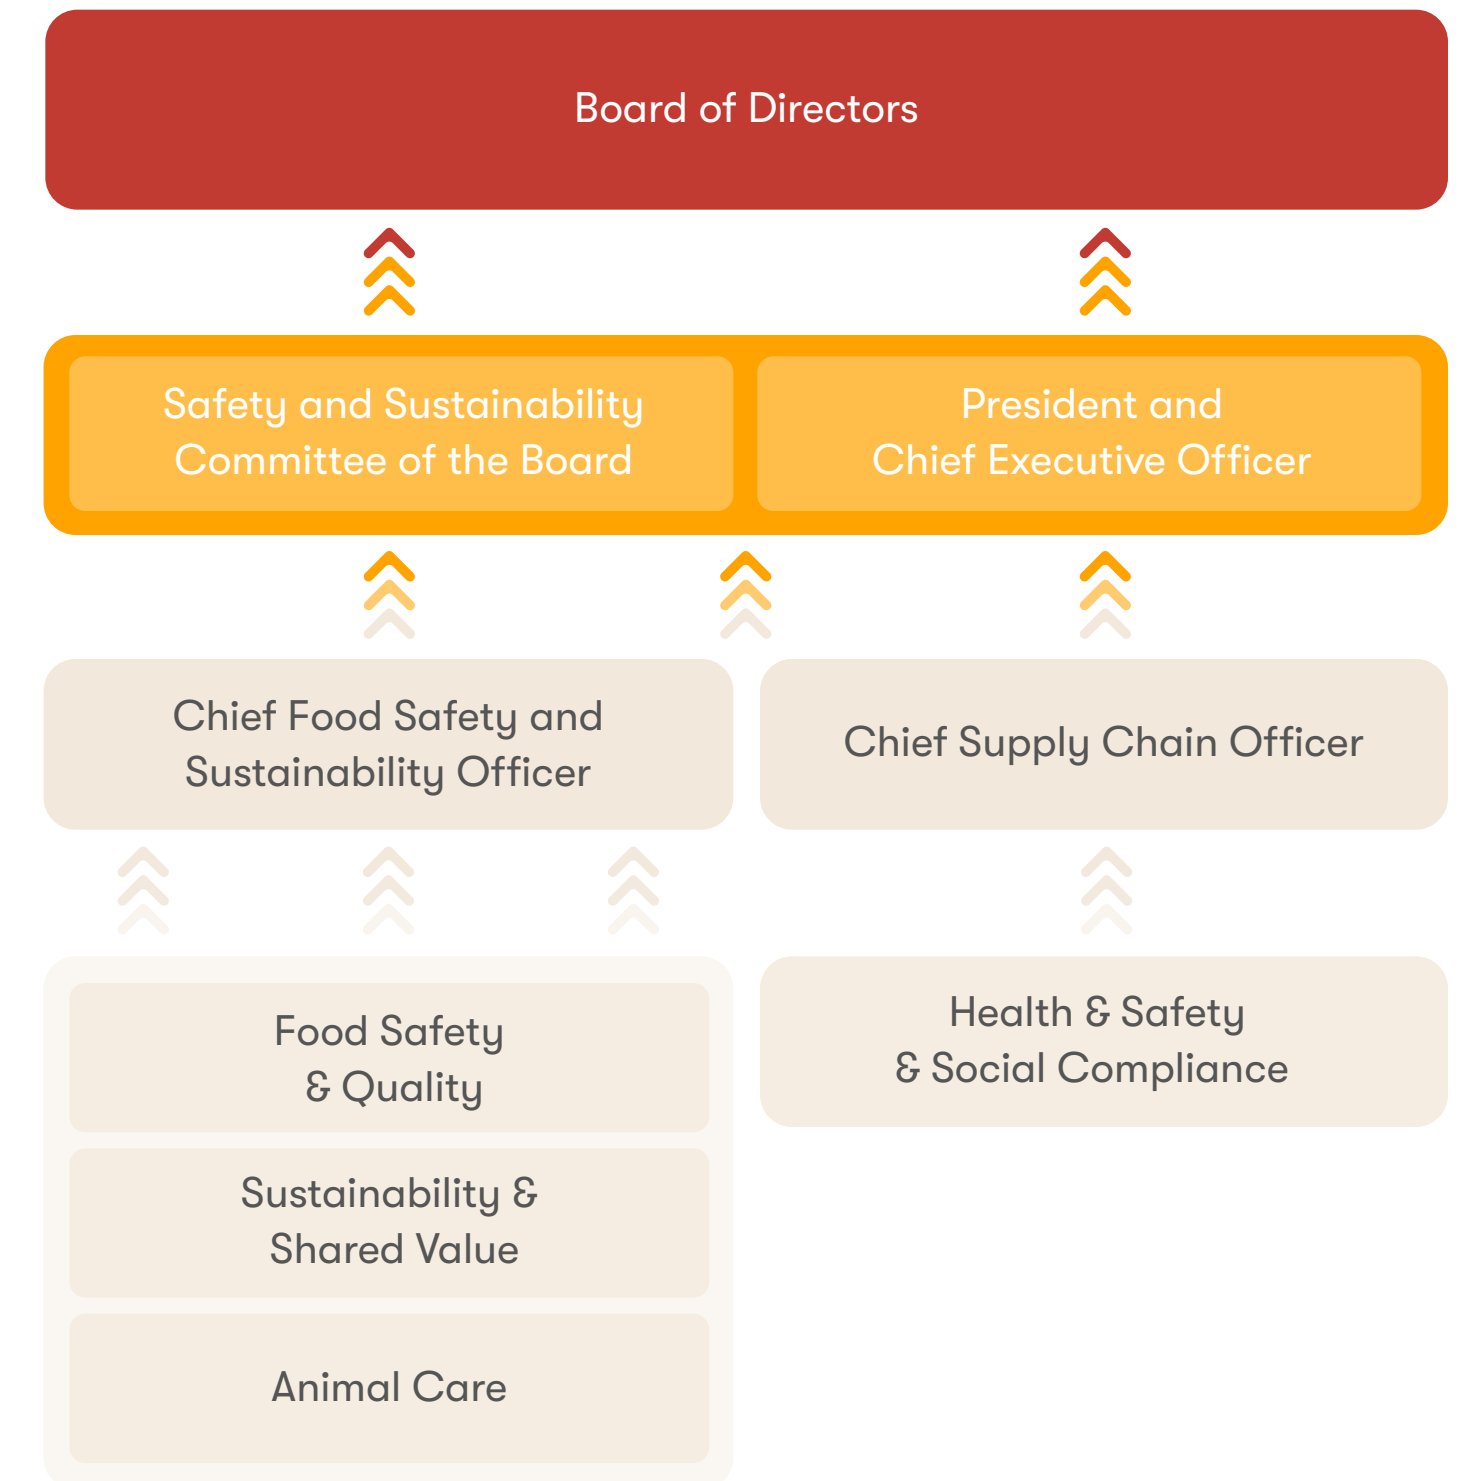 Board of Directors
Safety and Sustainability
Committee of the Board
President and
Chief Executive Officer
Chief Food Safety and
Sustainability Officer
Chief Supply Chain Officer
Food Safety
& Quality
Sustainability &
Shared Value
Animal Care
Health & Safety
& Social Compliance